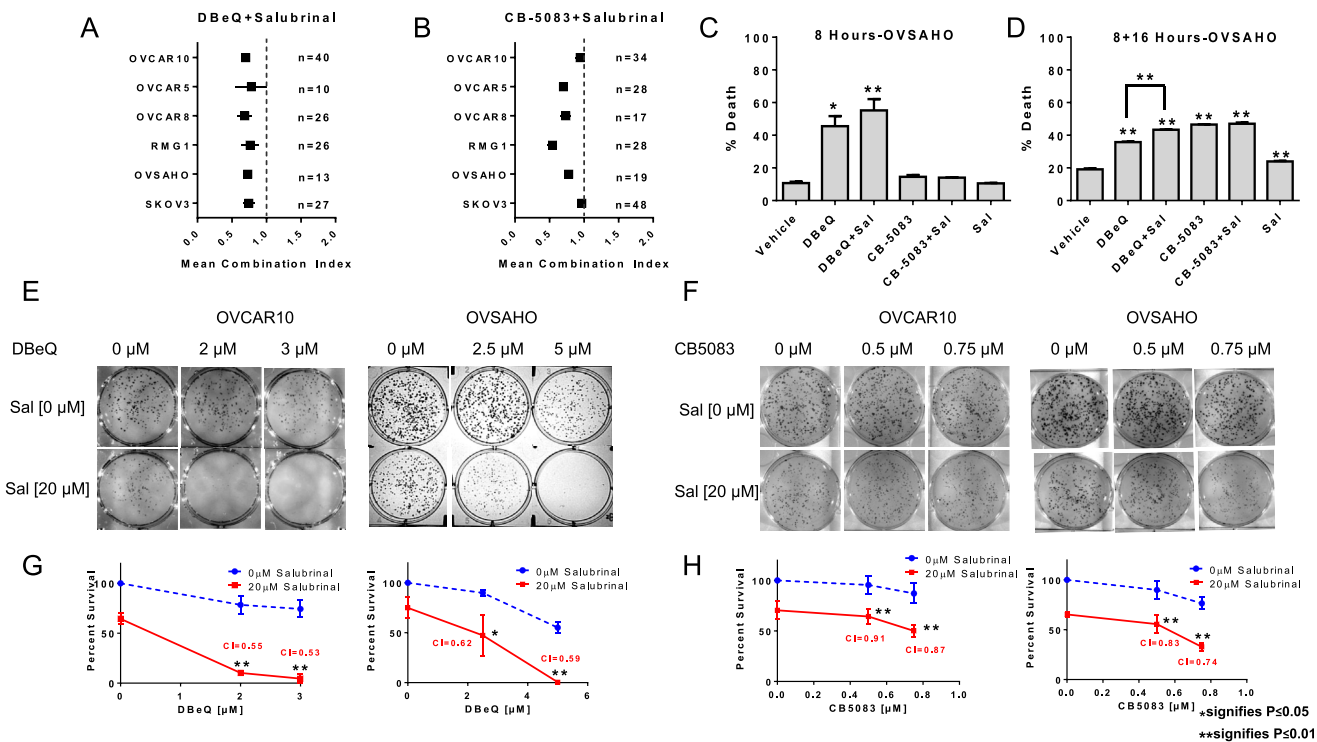 A
DBeQ+Salubrinal
OVCAR10
n=40
OVCAR5
n=10
OVCAR8
n=26
RMG1
n=26
OVSAHO
n=13
SKOV3
n=27
0.0 0.5 1.0 1.5 2.0
Mean Combination Index
B
CB-5083+Salubrinal
OVCAR10
n=34
OVCAR5
n=28
OVCAR8
n=17
RMG1
n=28
OVSAHO
n=19
SKOV3
n=48
0.0 0.5 1.0 1.5 2.0
Mean Combination Index
C
8 Hours-OVSAHO
% Death
100
80
60
40
20
0
*
**
Vehicle
DBeQ
DBeQ+Sal
CB-5083
CB-5083+Sal
Sal
D
8+16 Hours-OVSAHO
% Death
100
80
60
40
20
0
**
** ** ** ** **
Vehicle
DBeQ
DBeQ+Sal
CB-5083
CB-5083+Sal
Sal
E
OVCAR10 OVSAHO
DBeQ 0 µM 2 µM 3 µM 0 µM 2.5 µM 5 µM
Sal [0 µM]
Sal [20 µM]
F
OVCAR10 OVSAHO
CB5083 0 µM 0.5 µM 0.75 µM 0 µM 0.5 µM 0.75 µM
Sal [0 µM]
Sal [20 µM]
G
Percent Survival
100
50
0
0µM Salubrinal
20µM Salubrinal
CI=0.55
CI=0.53
**
**
0 1 2 3
DBeQ [µM]
Percent Survival
100
50
0
0µM Salubrinal
20µM Salubrinal
CI=0.62
*
CI=0.59
**
0 2 4 6
DBeQ [µM]
H
Percent Survival
100
50
0
0µM Salubrinal
20µM Salubrinal
**
CI=0.91
**
CI=0.87
0.0 0.2 0.4 0.6 0.8 1.0
CB5083 [µM]
Percent Survival
100
50
0
0µM Salubrinal
20µM Salubrinal
**
CI=0.83
**
CI=0.74
0.0 0.2 0.4 0.6 0.8 1.0
CB5083 [µM]
*signifies P≤0.05
**signifies P≤0.01